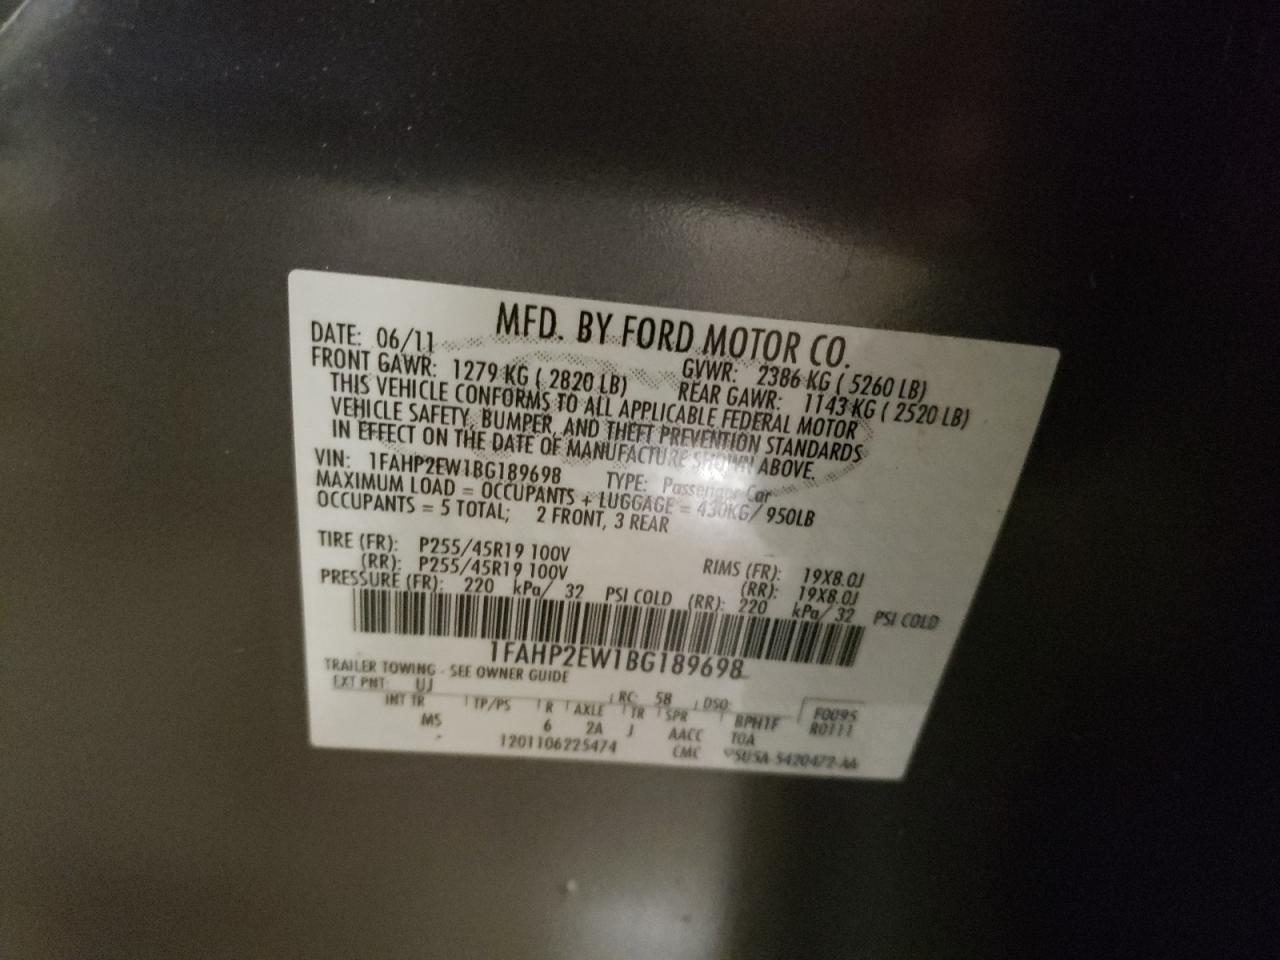 MFD. BY FORD MOTOR CO.
DATE: 06/11 GVWR: 2386 KG ( 5260 LB)
FRONT GAWR: 1279 KG ( 2820 LB) REAR GAWR: 1143 KG ( 2520 LB)
THIS VEHICLE CONFORMS TO ALL APPLICABLE FEDERAL MOTOR
VEHICLE SAFETY, BUMPER, AND THEFT PREVENTION STANDARDS
IN EFFECT ON THE DATE OF MANUFACTURE SHOWN ABOVE.
VIN: 1FAHP2EW1BG189698 TYPE: Passenger Car
MAXIMUM LOAD = OCCUPANTS + LUGGAGE = 430KG/ 950LB
OCCUPANTS = 5 TOTAL; 2 FRONT, 3 REAR
TIRE (FR): P255/45R19 100V RIMS (FR): 19X8.0J
(RR): P255/45R19 100V (RR): 19X8.0J
PRESSURE (FR): 220 kPa/ 32 PSI COLD (RR): 220 kPa/ 32 PSI COLD
1FAHP2EW1BG189698
TRAILER TOWING - SEE OWNER GUIDE
EXT PNT: UJ RC: 58 DSO:
INT TR TP/PS R AXLE TR SPR BPH1F F0095
MS 6 2A J AACC TOA R0111
1201106225474 CMC